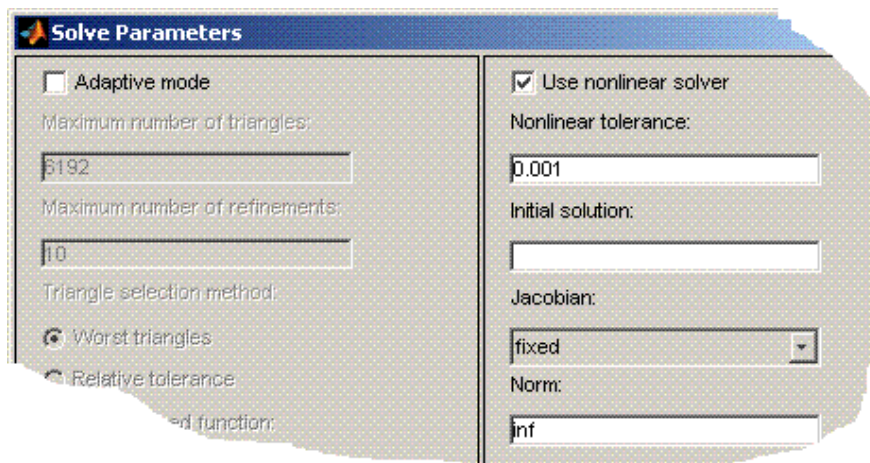 Solve Parameters
Adaptive mode
Maximum number of triangles:
6192
Maximum number of refinements:
10
Triangle selection method:
Worst triangles
Relative tolerance
function:
Use nonlinear solver
Nonlinear tolerance:
0.001
Initial solution:
Jacobian:
fixed
Norm:
inf